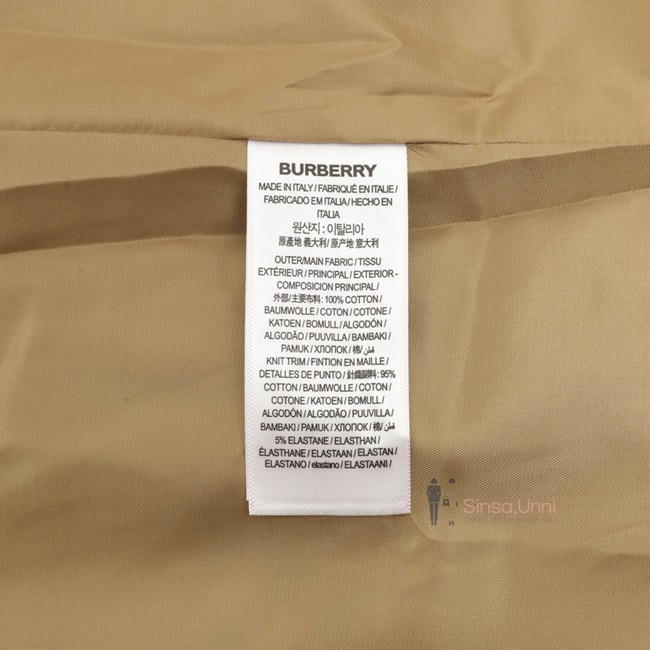 BURBERRY
MADE IN ITALY / FABRIQUÉ EN ITALIE /
FABRICADO EM ITALIA / HECHO EN
ITALIA
원산지 : 이탈리아
原產地 義大利 / 原产地 意大利
OUTER/MAIN FABRIC / TISSU
EXTÉRIEUR / PRINCIPAL / EXTERIOR -
COMPOSICION PRINCIPAL /
外部/主要布料: 100% COTTON /
BAUMWOLLE / COTON / COTONE /
KATOEN / BOMULL / ALGODÓN /
ALGODÃO / PUUVILLA / BAMBAKI /
PAMUK / ХЛОПОК / 棉/ قطن /
KNIT TRIM / FINTION EN MAILLE /
DETALLES DE PUNTO / 針織副料: 95%
COTTON / BAUMWOLLE / COTON /
COTONE / KATOEN / BOMULL /
ALGODÓN / ALGODÃO / PUUVILLA /
BAMBAKI / PAMUK / ХЛОПОК / 棉/ قطن /
5% ELASTANE / ELASTHAN /
ÉLASTHANE / ELASTAAN / ELASTAN /
ELASTANO / elastano / ELASTAANI /
Sinsa,Unni